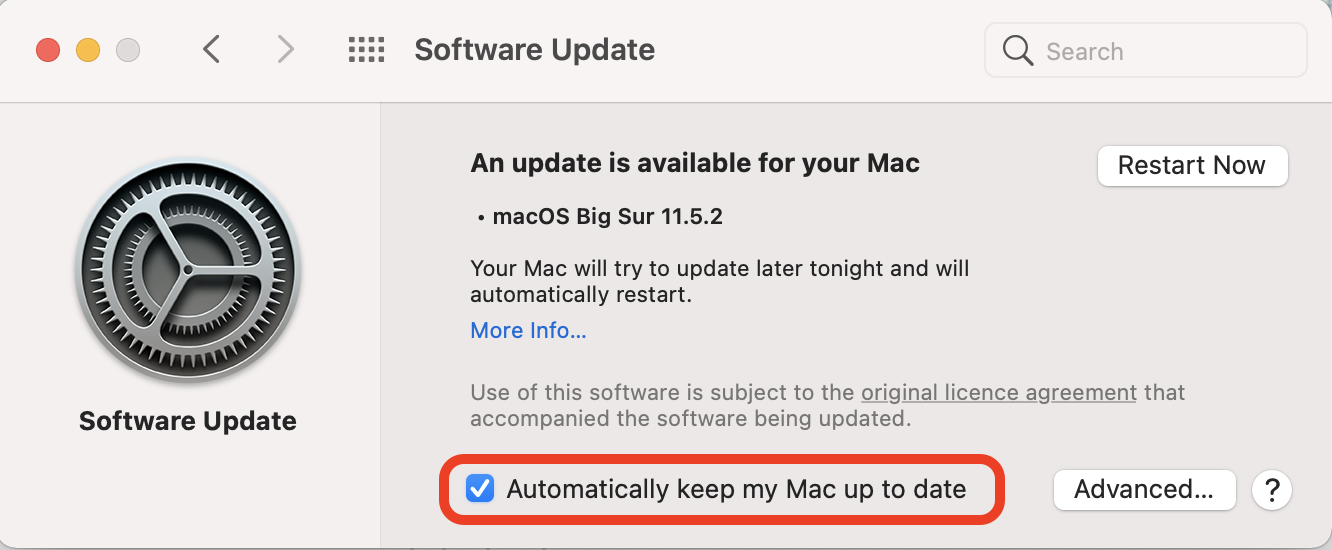 Software Update
Search
An update is available for your Mac
Restart Now
• macOS Big Sur 11.5.2
Your Mac will try to update later tonight and will
automatically restart.
More Info...
Use of this software is subject to the original licence agreement that
accompanied the software being updated.
Software Update
Automatically keep my Mac up to date
Advanced...
?